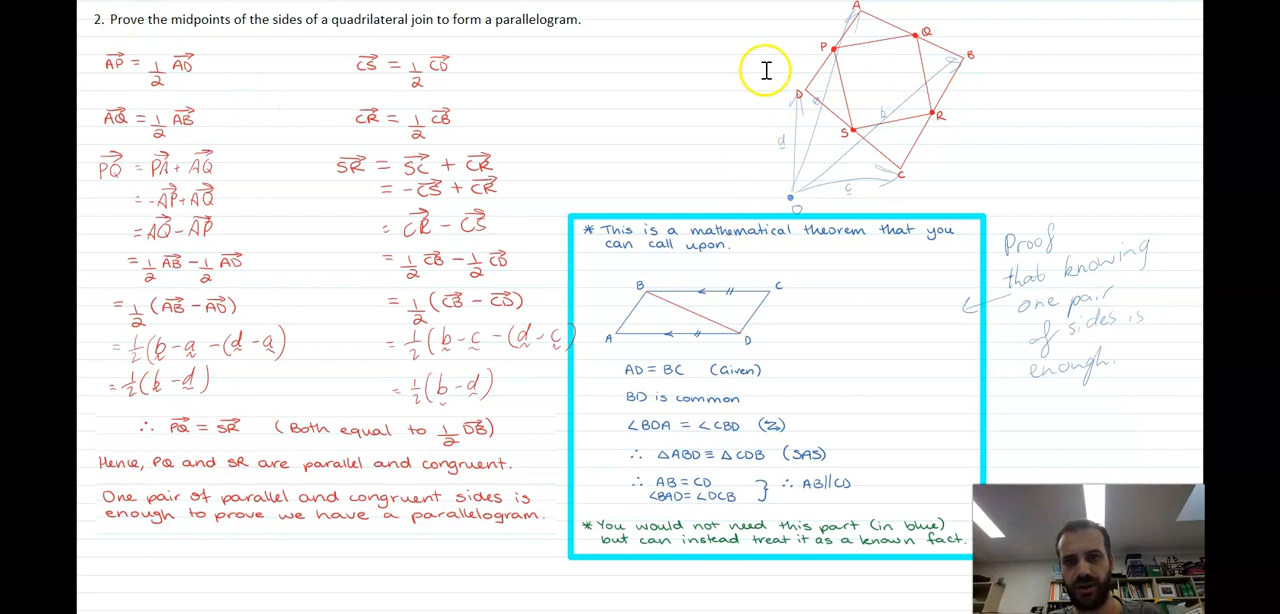 2. Prove the midpoints of the sides of a quadrilateral join to form a parallelogram.
AP⃗ = 1/2 AD⃗
AQ⃗ = 1/2 AB⃗
PQ⃗ = PA⃗ + AQ⃗
= -AP⃗ + AQ⃗
= AQ⃗ - AP⃗
= 1/2 AB⃗ - 1/2 AD⃗
= 1/2 (AB⃗ - AD⃗)
= 1/2 (b - a - (d - a))
= 1/2 (b - d)
CS⃗ = 1/2 CD⃗
CR⃗ = 1/2 CB⃗
SR⃗ = SC⃗ + CR⃗
= -CS⃗ + CR⃗
= CR⃗ - CS⃗
= 1/2 CB⃗ - 1/2 CD⃗
= 1/2 (CB⃗ - CD⃗)
= 1/2 (b - c - (d - c))
= 1/2 (b - d)
∴ PQ⃗ = SR⃗ (Both equal to 1/2 DB⃗)
Hence, PQ and SR are parallel and congruent.
One pair of parallel and congruent sides is
enough to prove we have a parallelogram.
A
P
Q
B
D
a
b
R
S
d
C
c
O
* This is a mathematical theorem that you
can call upon.
B
C
A
D
AD = BC (Given)
BD is common
∠BDA = ∠CBD (Z)
∴ △ABD ≡ △CDB (SAS)
∴ AB = CD
∠BAD = ∠DCB } ∴ AB//CD
* You would not need this part (in blue)
but can instead treat it as a known fact.
Proof
that knowing
one pair
of sides is
enough.